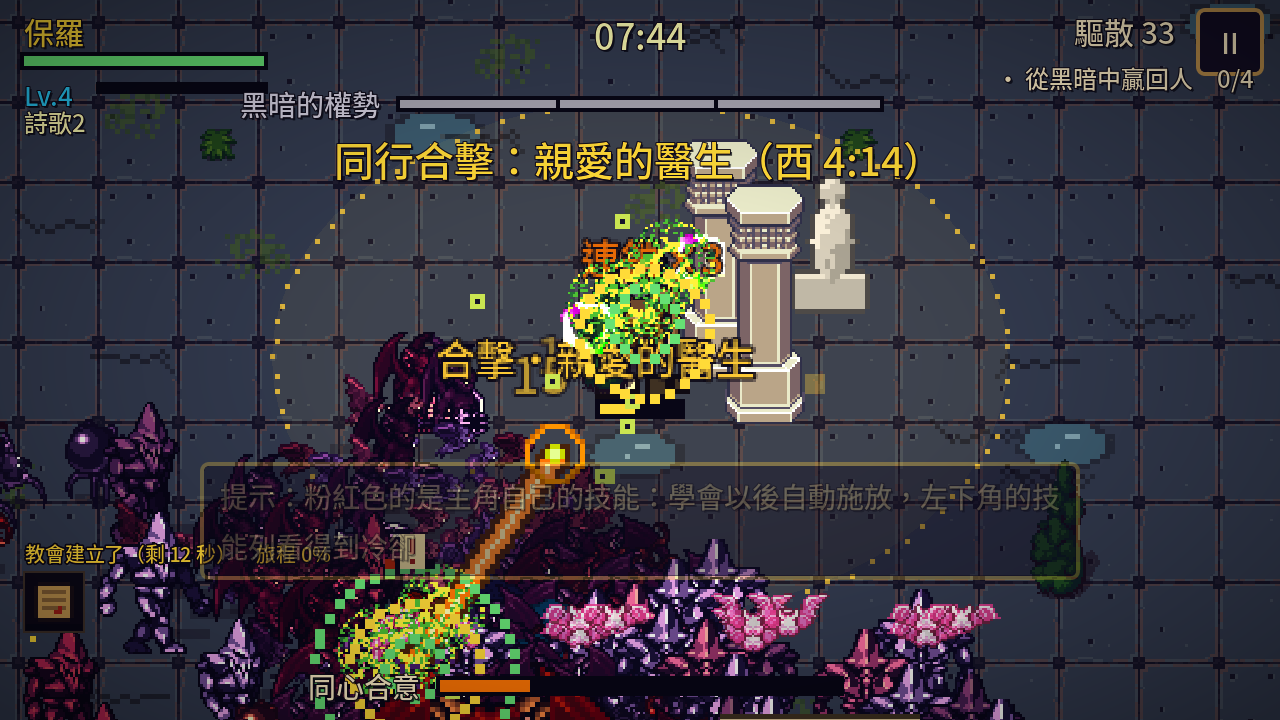 保羅
07:44
驅散 33
Lv.4
黑暗的權勢
• 從黑暗中贏回人 0/4
詩歌2
同行合擊：親愛的醫生（西 4:14）
合擊：親愛的醫生
提示：粉紅色的是主角自己的技能：學會以後自動施放，左下角的技
能列看得到冷卻
教會建立了（剩 12 秒） 旅程 0%
同心合意